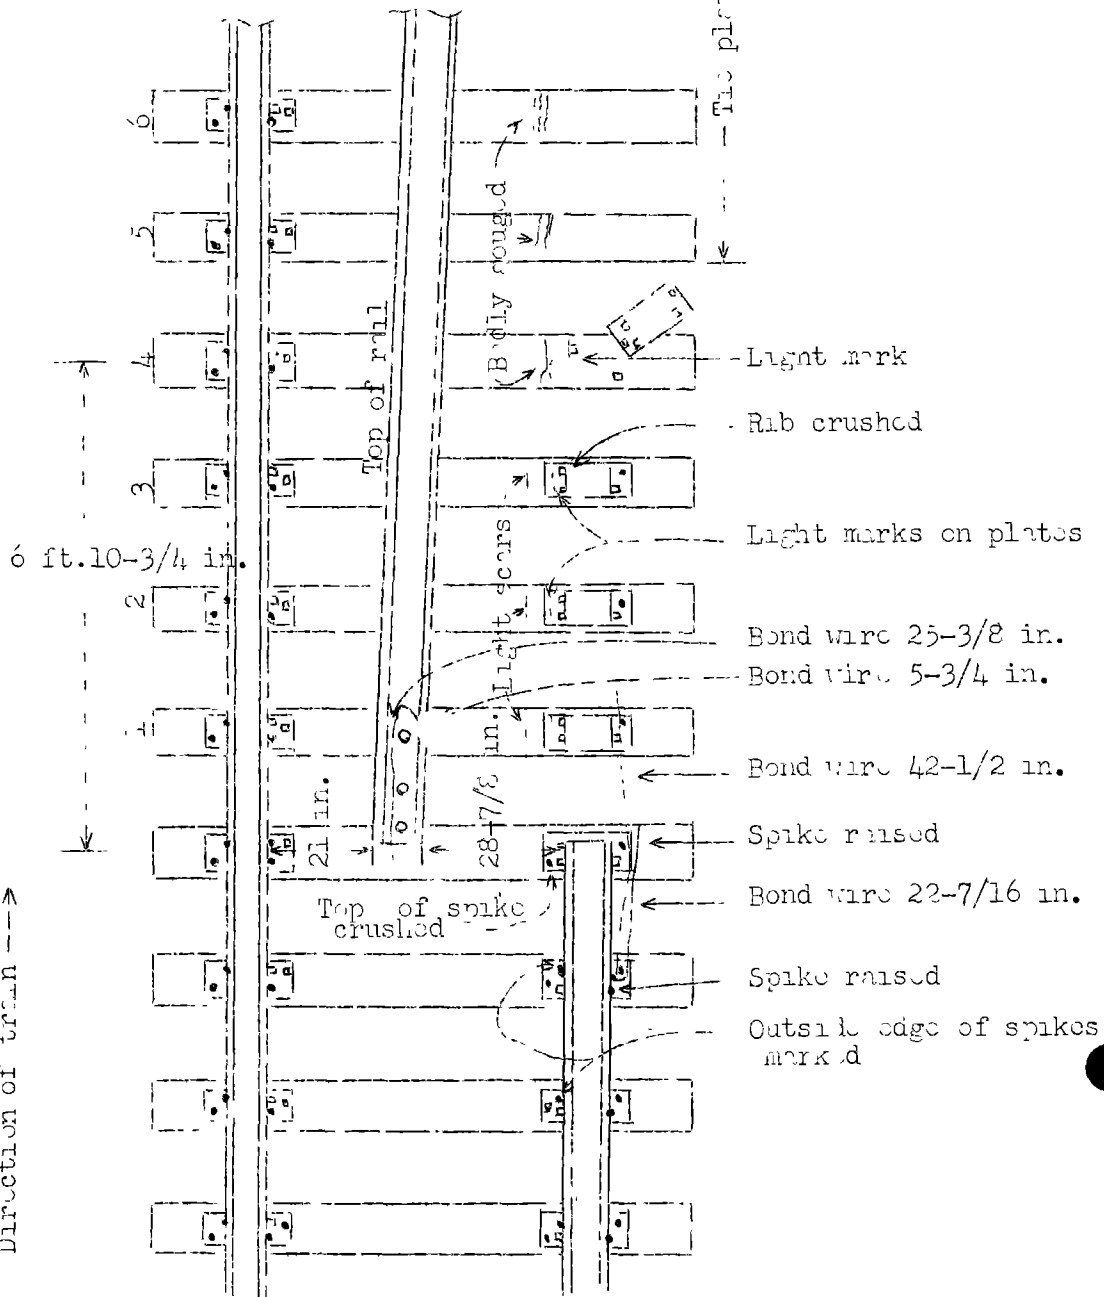 Tie pla
6
5
4
3
2
1
Badly gouged
Top of rail
Light mark
Rib crushed
Light scars
Light marks on plates
6 ft.10-3/4 in.
Bond wire 25-3/8 in.
Bond wire 5-3/4 in.
Bond wire 42-1/2 in.
21 in.
28-7/8 in.
Spike raised
Top of spike
crushed
Bond wire 22-7/16 in.
Spike raised
Outside edge of spikes
marked
Direction of train